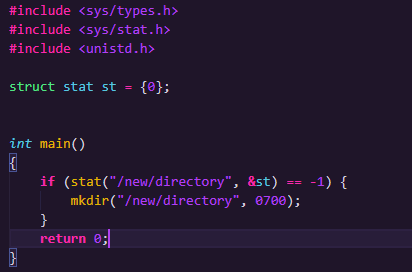 #include <sys/types.h>
#include <sys/stat.h>
#include <unistd.h>
struct stat st = {0};
int main()
{
if (stat("/new/directory", &st) == -1) {
mkdir("/new/directory", 0700);
}
return 0;
}